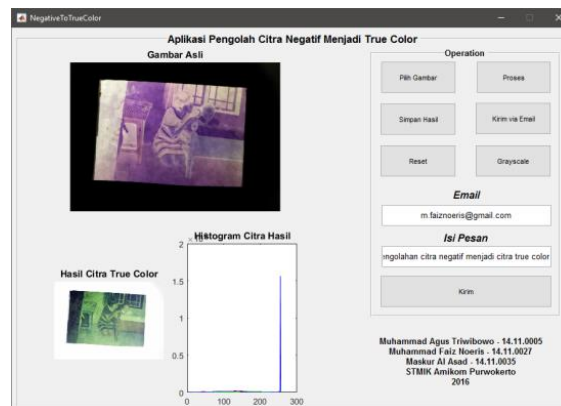 NegativeToTrueColor
Aplikasi Pengolah Citra Negatif Menjadi True Color
Gambar Asli
Operation
Pilih Gambar
Proses
Simpan Hasil
Kirim via Email
Reset
Grayscale
Email
m.faiznoeris@gmail.com
Isi Pesan
engolahan citra negatif menjadi citra true color
Kirim
Histogram Citra Hasil
2
1.5
1
0.5
0
0
100
200
300
Hasil Citra True Color
Muhammad Agus Triwibowo - 14.11.0005
Muhammad Faiz Noeris - 14.11.0027
Maskur Al Asad - 14.11.0035
STMIK Amikom Purwokerto
2016